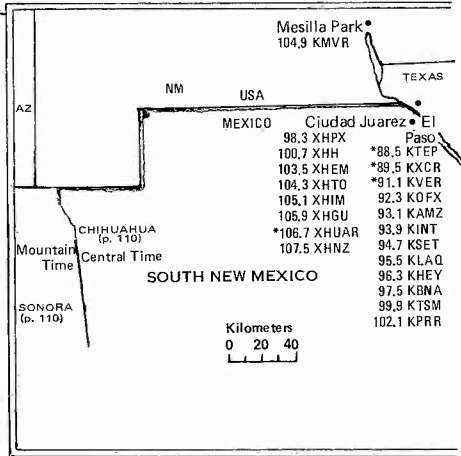 Mesilla Park
104.9 KMVR
TEXAS
NM
USA
AZ
MEXICO
Ciudad Juarez
El Paso
98.3 XHPX
100.7 XHH
103.5 XHEM
104.3 XHTO
105.1 XHIM
105.9 XHGU
*106.7 XHUAR
107.5 XHNZ
*88.5 KTEP
*89.5 KXCR
*91.1 KVER
92.3 KOFX
93.1 KAMZ
93.9 KINT
94.7 KSET
95.5 KLAQ
96.3 KHEY
97.5 KBNA
99.9 KTSM
102.1 KPRR
CHIHUAHUA
(p. 110)
Mountain
Time
Central Time
SOUTH NEW MEXICO
SONORA
(p. 110)
Kilometers
0 20 40